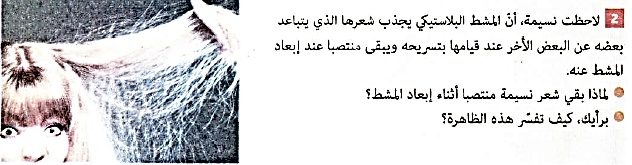 2 لاحظت نسيمة، أنّ المشط البلاستيكي يجذب شعرها الذي يتباعد
بعضه عن البعض الأخر عند قيامها بتسريحه ويبقى منتصبا عند إبعاد
المشط عنه.
لماذا بقي شعر نسيمة منتصبا أثناء إبعاد المشط؟
برأيك، كيف تفسّر هذه الظاهرة؟